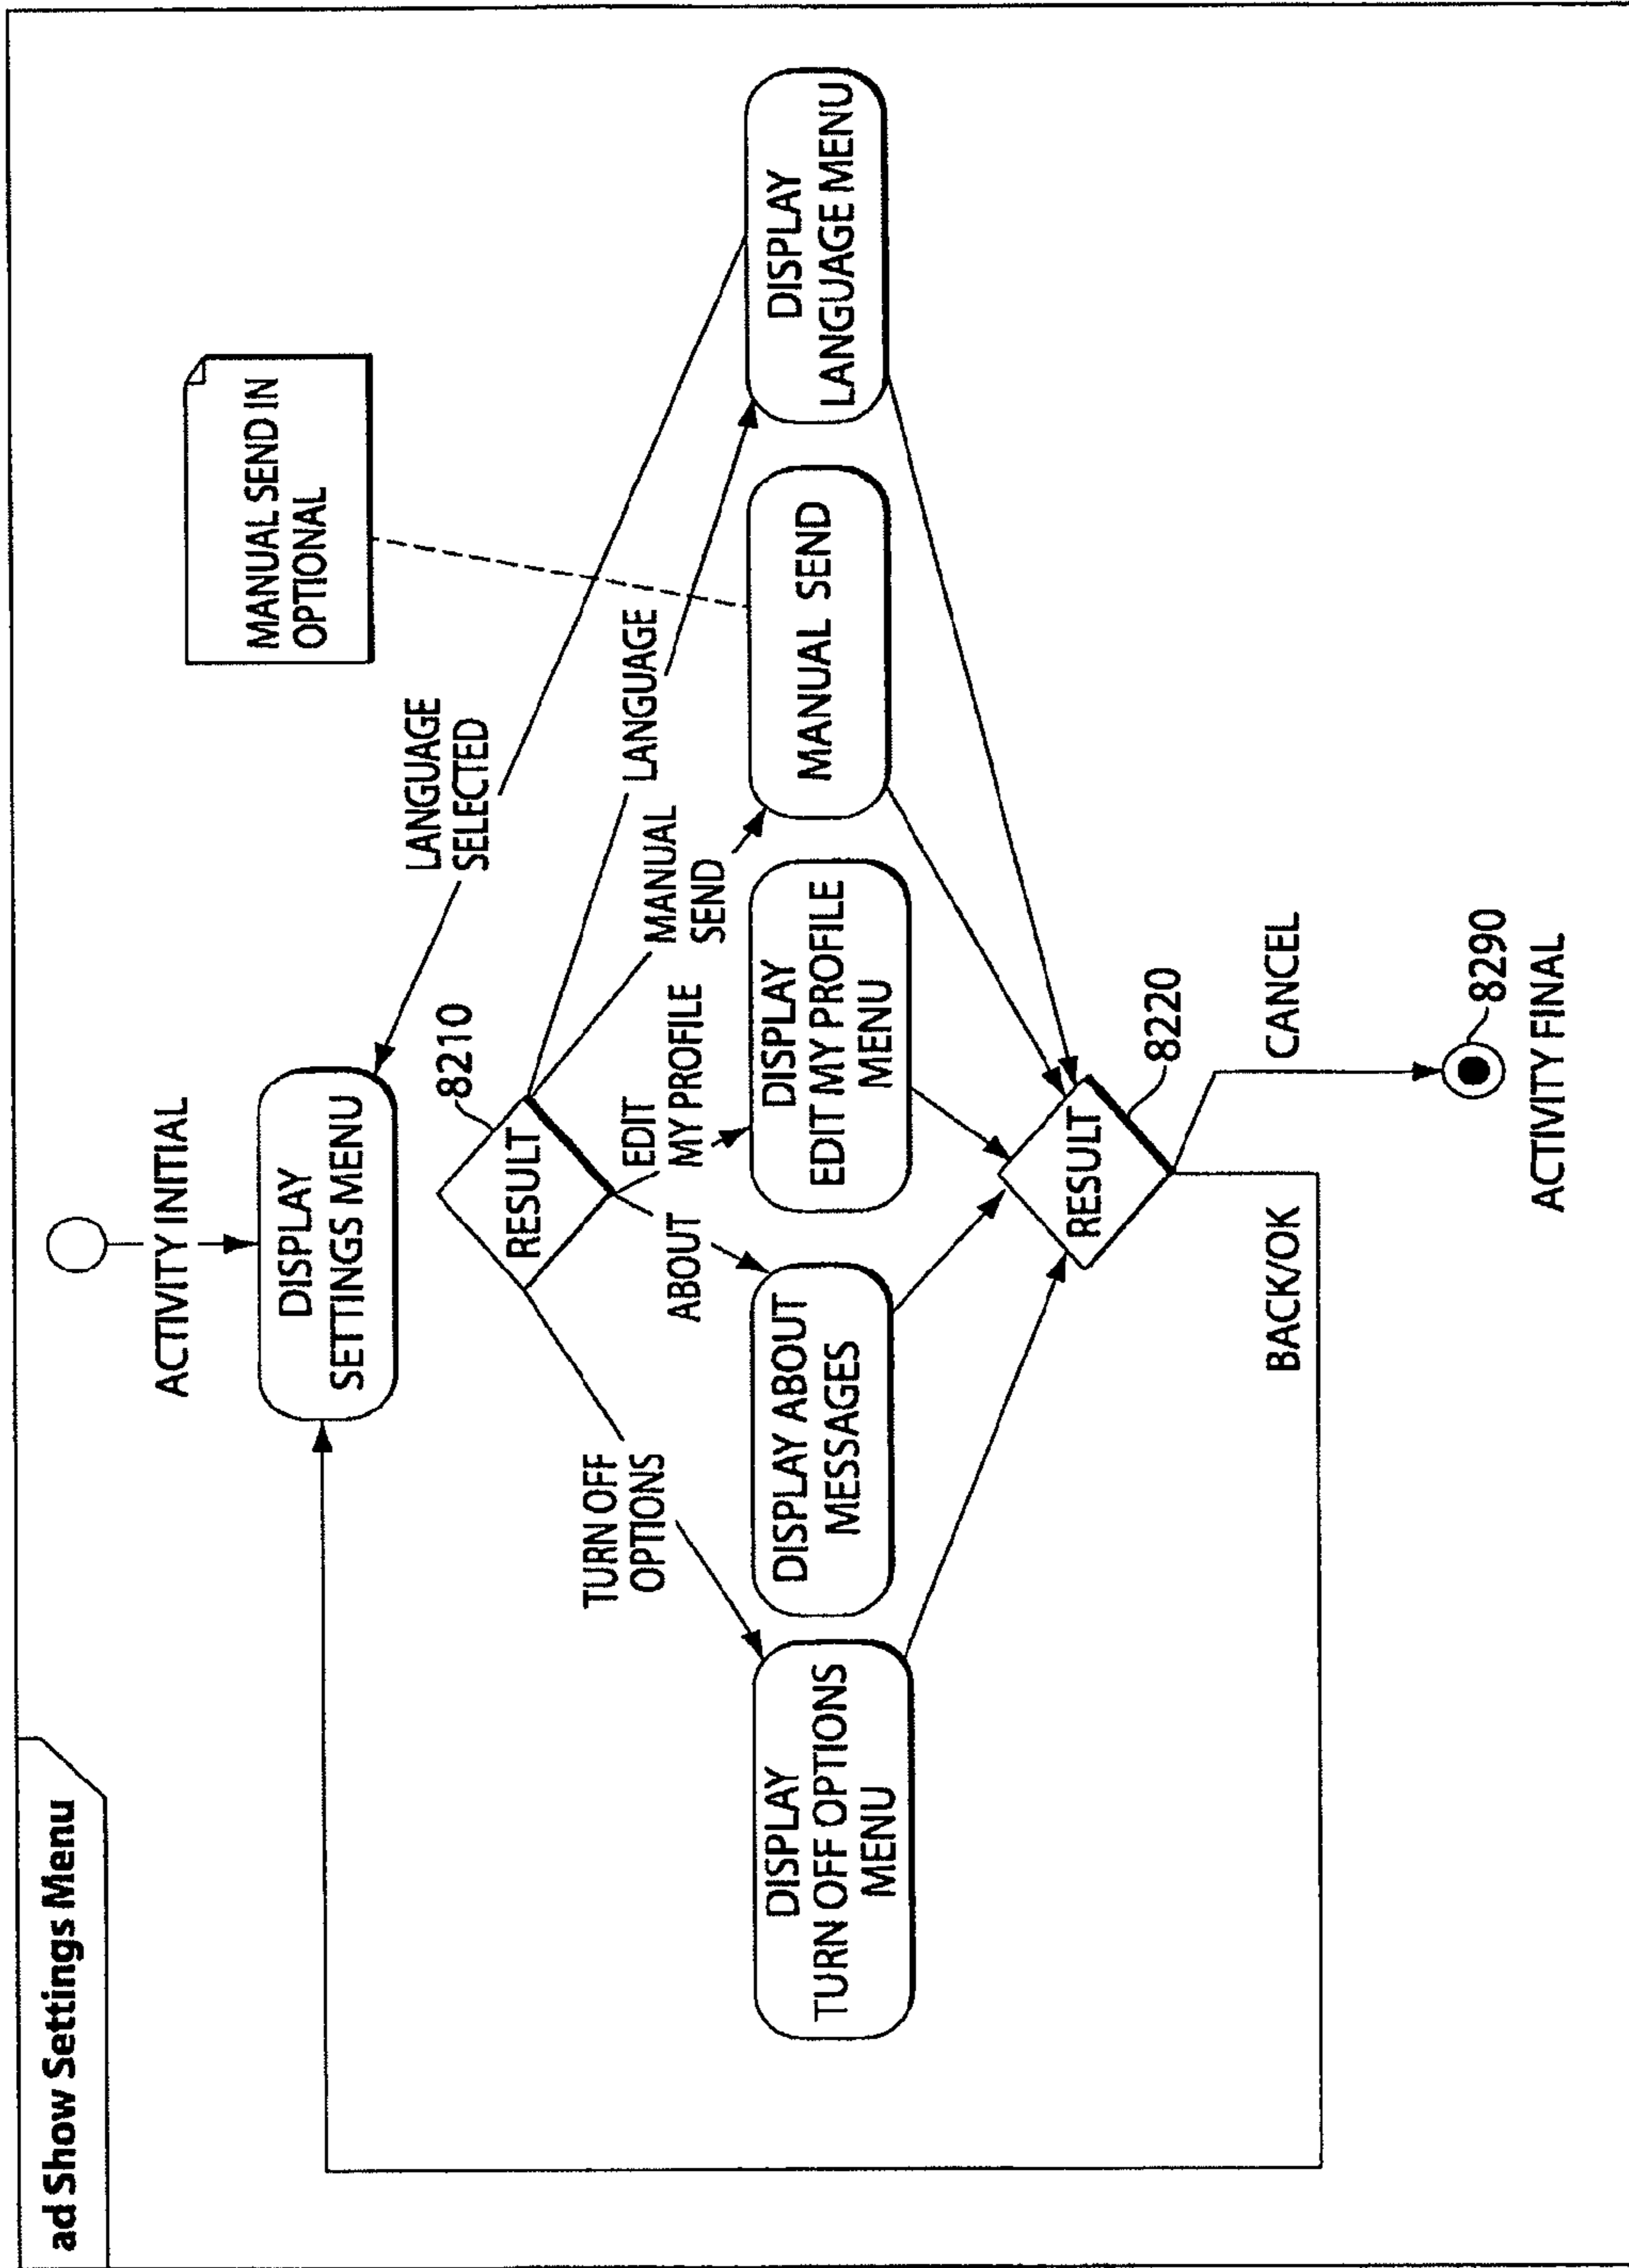 ad Show Settings Menu
ACTIVITY INITIAL
DISPLAY
SETTINGS MENU
LANGUAGE
SELECTED
MANUAL SEND IN
OPTIONAL
8210
RESULT
TURN OFF
OPTIONS
ABOUT
EDIT
MY PROFILE
MANUAL
SEND
LANGUAGE
DISPLAY
TURN OFF OPTIONS
MENU
DISPLAY ABOUT
MESSAGES
DISPLAY
EDIT MY PROFILE
MENU
MANUAL SEND
DISPLAY
LANGUAGE MENU
RESULT
8220
BACK/OK
CANCEL
8290
ACTIVITY FINAL